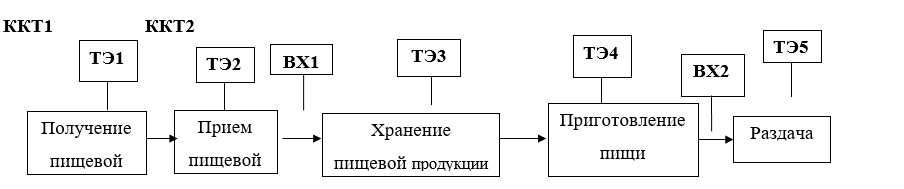 ККТ1 ККТ2
ТЭ1 ТЭ2 ВХ1 ТЭ3 ТЭ4 ВХ2 ТЭ5
Получение
пищевой
Прием
пищевой
Хранение
пищевой продукции
Приготовление
пищи
Раздача